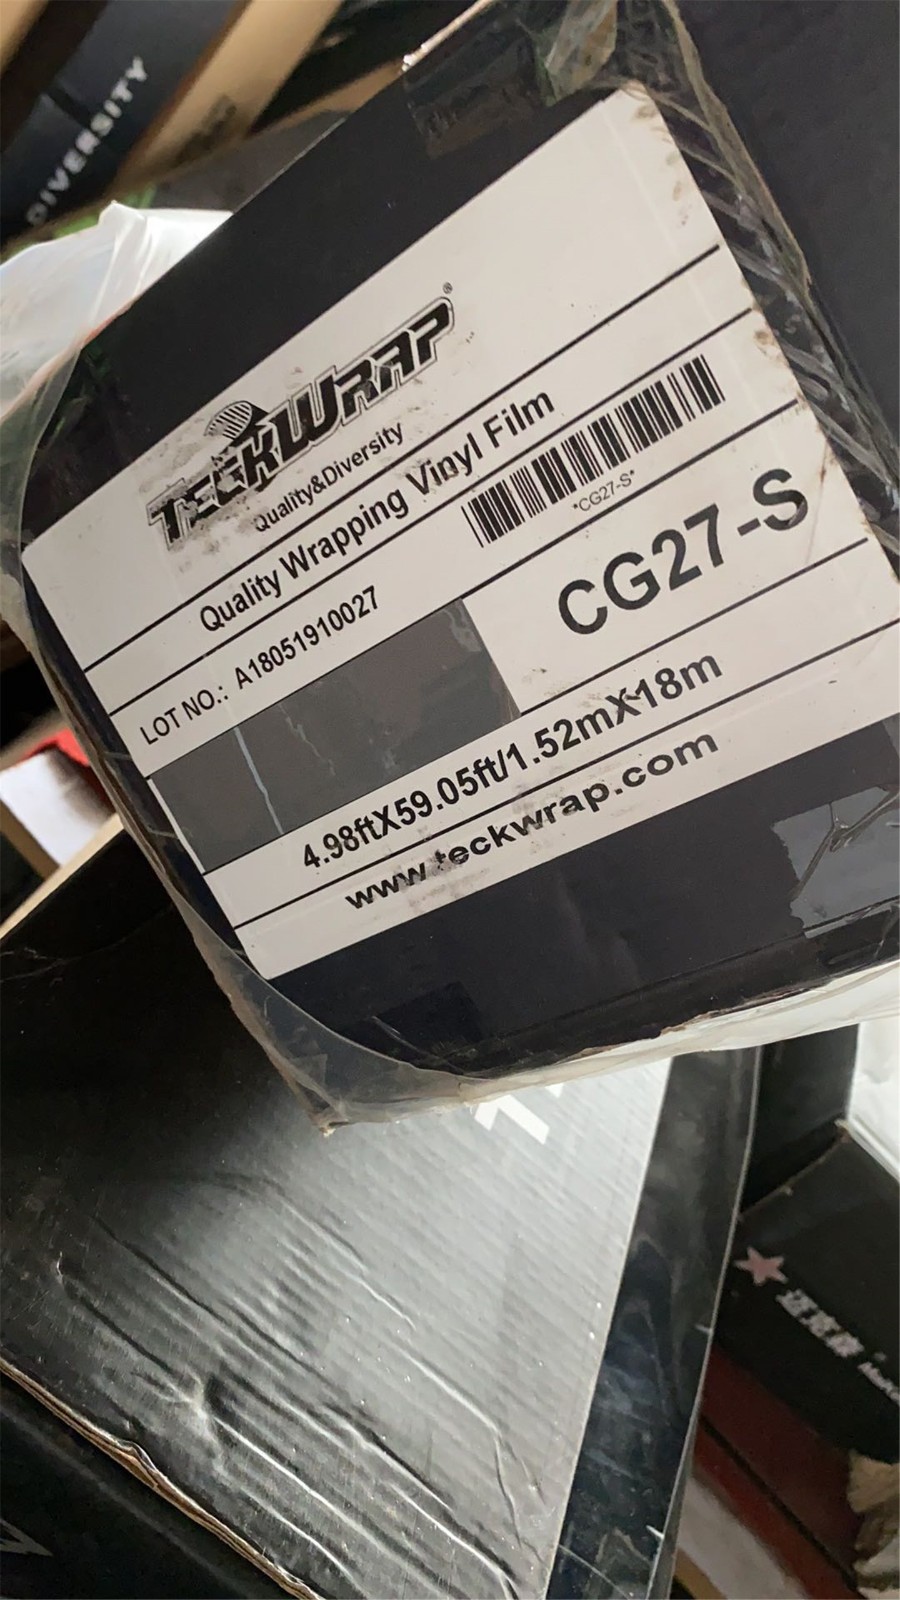 DIVERSITY
TECKWRAP®
Quality&Diversity
Quality Wrapping Vinyl Film
*CG27-S*
LOT NO.: A18051910027
CG27-S
4.98ftX59.05ft/1.52mX18m
www.teckwrap.com